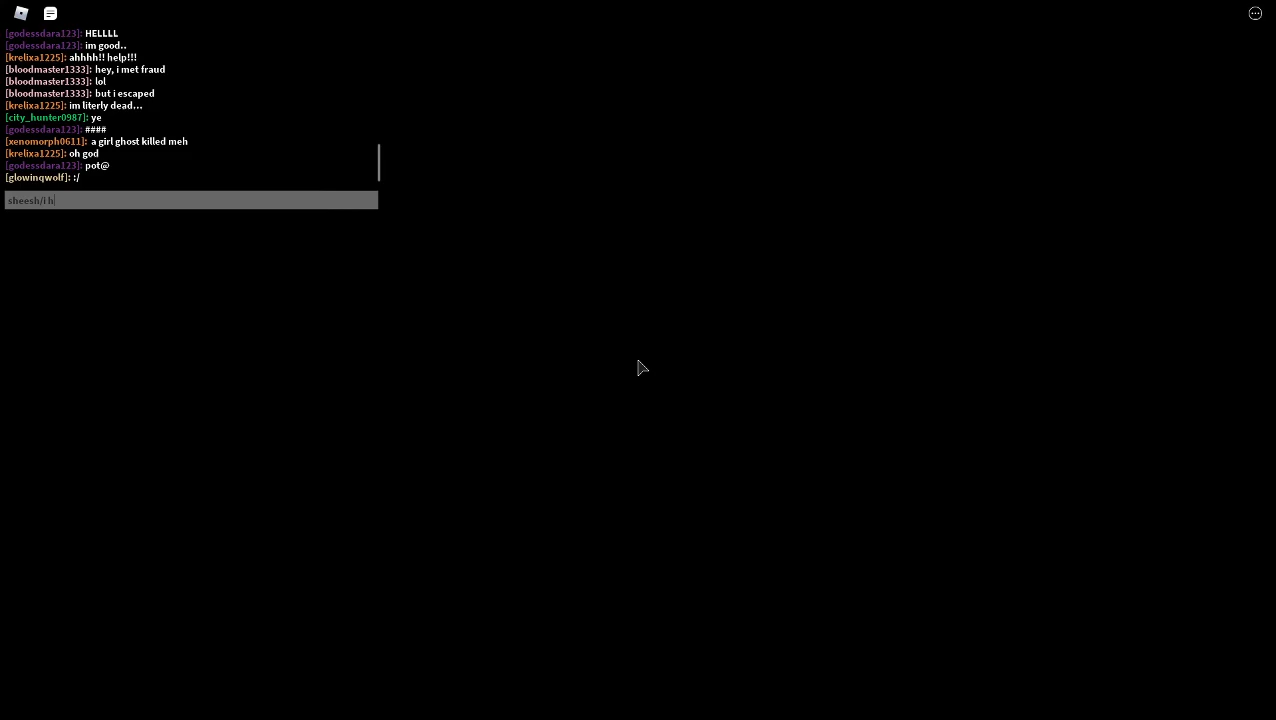 [godessdara123]: HELLLL
[godessdara123]: im good..
[krelixa1225]: ahhhh!! help!!!
[bloodmaster1333]: hey, i met fraud
[bloodmaster1333]: lol
[bloodmaster1333]: but i escaped
[krelixa1225]: im literly dead...
[city_hunter0987]: ye
[godessdara123]: ####
[xenomorph0611]: a girl ghost killed meh
[krelixa1225]: oh god
[godessdara123]: pot@
[glowinqwolf]: :/
sheesh/i h